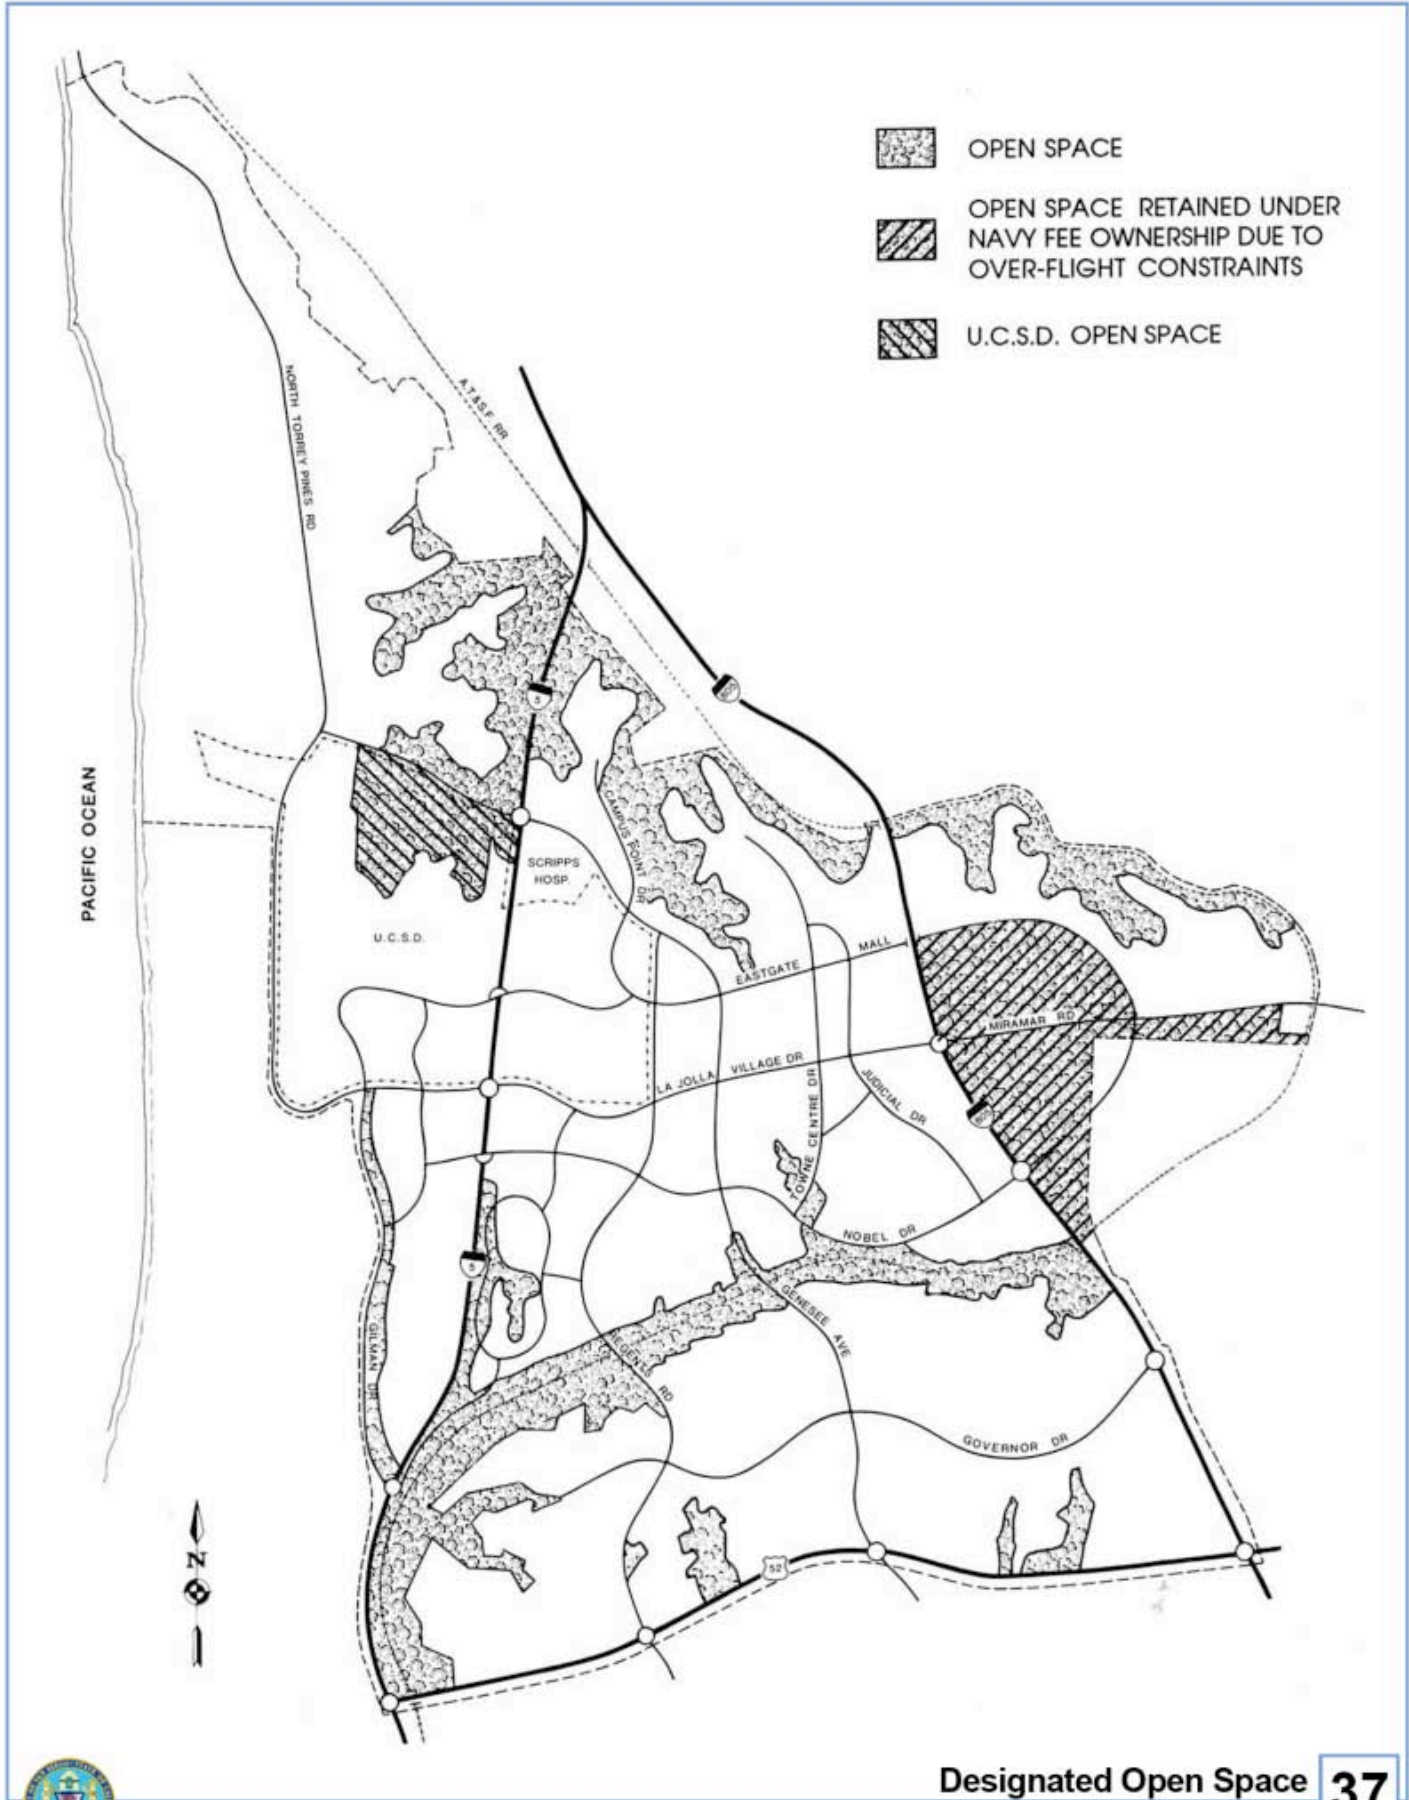 OPEN SPACE
OPEN SPACE RETAINED UNDER
NAVY FEE OWNERSHIP DUE TO
OVER-FLIGHT CONSTRAINTS
U.C.S.D. OPEN SPACE
A.T.&S.F. RR
NORTH TORREY PINES RD
5
805
PACIFIC OCEAN
CAMPUS POINT DR
SCRIPPS
HOSP.
U.C.S.D.
EASTGATE MALL
MIRAMAR RD
LA JOLLA VILLAGE DR
JUDICIAL DR
805
TOWNE CENTRE DR
NOBEL DR
5
GENESEE AVE
GILMAN DR
REGENTS RD
GOVERNOR DR
52
N
Designated Open Space
37